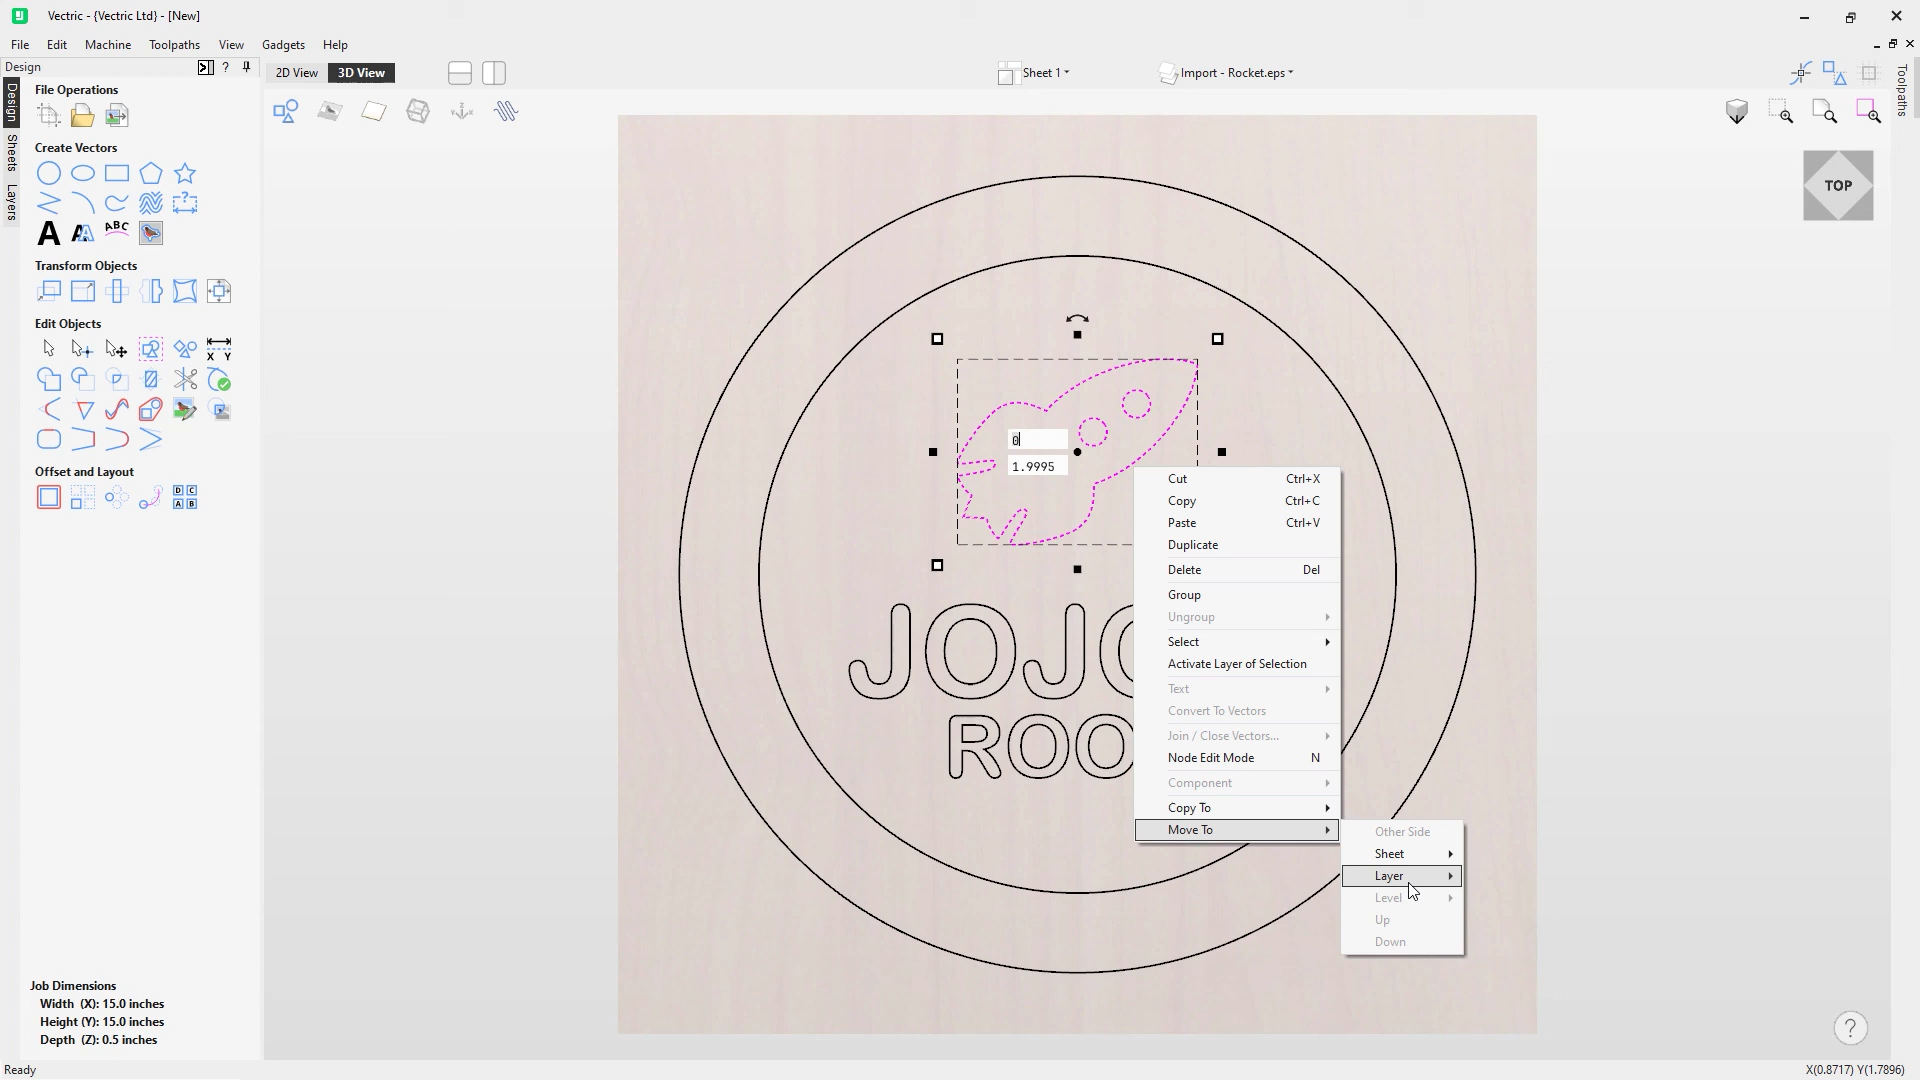 Vectric - {Vectric Ltd} - [New]
File Edit Machine Toolpaths View Gadgets Help
Design ?
2D View 3D View Sheet 1 Import - Rocket.eps
Design
Sheets
Layers
Toolpaths
File Operations
Create Vectors
A A ABC
Transform Objects
Edit Objects
X Y
Offset and Layout
D C
A B
TOP
0
1.9995
JOJO
ROO
Cut Ctrl+X
Copy Ctrl+C
Paste Ctrl+V
Duplicate
Delete Del
Group
Ungroup
Select
Activate Layer of Selection
Text
Convert To Vectors
Join / Close Vectors...
Node Edit Mode N
Component
Copy To
Move To
Other Side
Sheet
Layer
Level
Up
Down
Job Dimensions
Width (X): 15.0 inches
Height (Y): 15.0 inches
Depth (Z): 0.5 inches
?
Ready
X(0.8717) Y(1.7896)